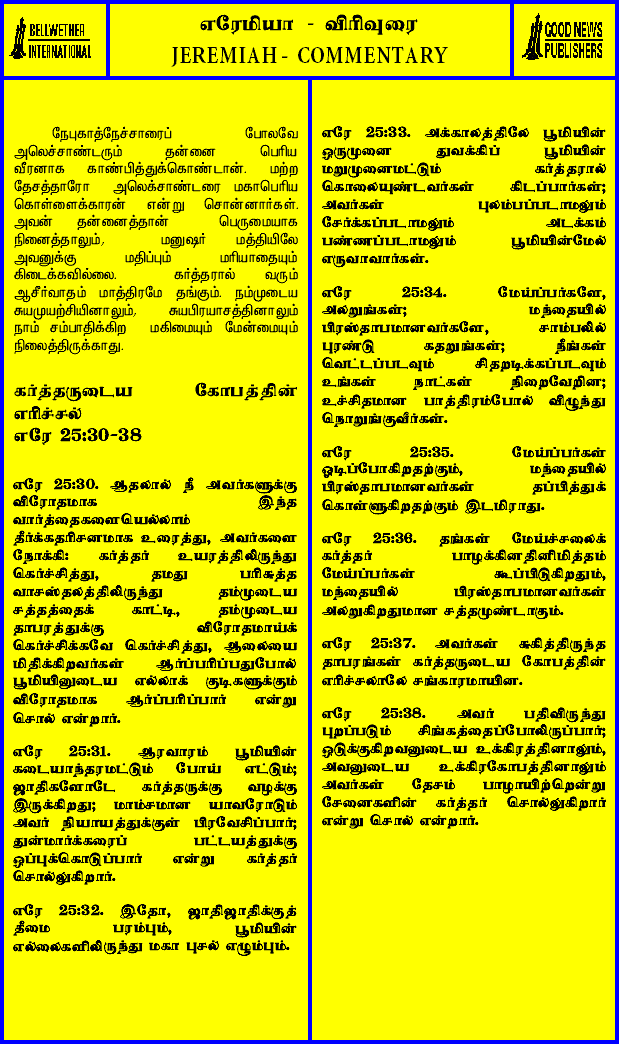 BELLWETHER
INTERNATIONAL
எரேமியா - விரிவுரை
JEREMIAH - COMMENTARY
GOOD NEWS
PUBLISHERS
நேபுகாத்நேச்சாரைப் போலவே
அலெச்சாண்டரும் தன்னை பெரிய
வீரனாக காண்பித்துக்கொண்டான். மற்ற
தேசத்தாரோ அலெக்சாண்டரை மகாபெரிய
கொள்ளைக்காரன் என்று சொன்னார்கள்.
அவன் தன்னைத்தான் பெருமையாக
நினைத்தாலும், மனுஷர் மத்தியிலே
அவனுக்கு மதிப்பும் மரியாதையும்
கிடைக்கவில்லை. கர்த்தரால் வரும்
ஆசீர்வாதம் மாத்திரமே தங்கும். நம்முடைய
சுயமுயற்சியினாலும், சுயபிரயாசத்தினாலும்
நாம் சம்பாதிக்கிற மகிமையும் மேன்மையும்
நிலைத்திருக்காது.
கர்த்தருடைய கோபத்தின்
எரிச்சல்
எரே 25:30-38
எரே 25:30. ஆதலால் நீ அவர்களுக்கு
விரோதமாக இந்த
வார்த்தைகளையெல்லாம்
தீர்க்கதரிசனமாக உரைத்து, அவர்களை
நோக்கி: கர்த்தர் உயரத்திலிருந்து
கெர்ச்சித்து, தமது பரிசுத்த
வாசஸ்தலத்திலிருந்து தம்முடைய
சத்தத்தைக் காட்டி, தம்முடைய
தாபரத்துக்கு விரோதமாய்க்
கெர்ச்சிக்கவே கெர்ச்சித்து, ஆலையை
மிதிக்கிறவர்கள் ஆர்ப்பரிப்பதுபோல்
பூமியினுடைய எல்லாக் குடிகளுக்கும்
விரோதமாக ஆர்ப்பரிப்பார் என்று
சொல் என்றார்.
எரே 25:31. ஆரவாரம் பூமியின்
கடையாந்தரமட்டும் போய் எட்டும்;
ஜாதிகளோடே கர்த்தருக்கு வழக்கு
இருக்கிறது; மாம்சமான யாவரோடும்
அவர் நியாயத்துக்குள் பிரவேசிப்பார்;
துன்மார்க்கரைப் பட்டயத்துக்கு
ஒப்புக்கொடுப்பார் என்று கர்த்தர்
சொல்லுகிறார்.
எரே 25:32. இதோ, ஜாதிஜாதிக்குத்
தீமை பரம்பும், பூமியின்
எல்லைகளிலிருந்து மகா புசல் எழும்பும்.
எரே 25:33. அக்காலத்திலே பூமியின்
ஒருமுனை துவக்கிப் பூமியின்
மறுமுனைமட்டும் கர்த்தரால்
கொலையுண்டவர்கள் கிடப்பார்கள்;
அவர்கள் புலம்பப்படாமலும்
சேர்க்கப்படாமலும் அடக்கம்
பண்ணப்படாமலும் பூமியின்மேல்
எருவாவார்கள்.
எரே 25:34. மேய்ப்பர்களே,
அலறுங்கள்; மந்தையில்
பிரஸ்தாபமானவர்களே, சாம்பலில்
புரண்டு கதறுங்கள்; நீங்கள்
வெட்டப்படவும் சிதறடிக்கப்படவும்
உங்கள் நாட்கள் நிறைவேறின;
உச்சிதமான பாத்திரம்போல் விழுந்து
நொறுங்குவீர்கள்.
எரே 25:35. மேய்ப்பர்கள்
ஓடிப்போகிறதற்கும், மந்தையில்
பிரஸ்தாபமானவர்கள் தப்பித்துக்
கொள்ளுகிறதற்கும் இடமிராது.
எரே 25:36. தங்கள் மேய்ச்சலைக்
கர்த்தர் பாழக்கினதினிமித்தம்
மேய்ப்பர்கள் கூப்பிடுகிறதும்,
மந்தையில் பிரஸ்தாபமானவர்கள்
அலறுகிறதுமான சத்தமுண்டாகும்.
எரே 25:37. அவர்கள் சுகித்திருந்த
தாபரங்கள் கர்த்தருடைய கோபத்தின்
எரிச்சலாலே சங்காரமாயின.
எரே 25:38. அவர் பதிவிருந்து
புறப்படும் சிங்கத்தைப்போலிருப்பார்;
ஒடுக்குகிறவனுடைய உக்கிரத்தினாலும்,
அவனுடைய உக்கிரகோபத்தினாலும்
அவர்கள் தேசம் பாழாயிற்றென்று
சேனைகளின் கர்த்தர் சொல்லுகிறார்
என்று சொல் என்றார்.